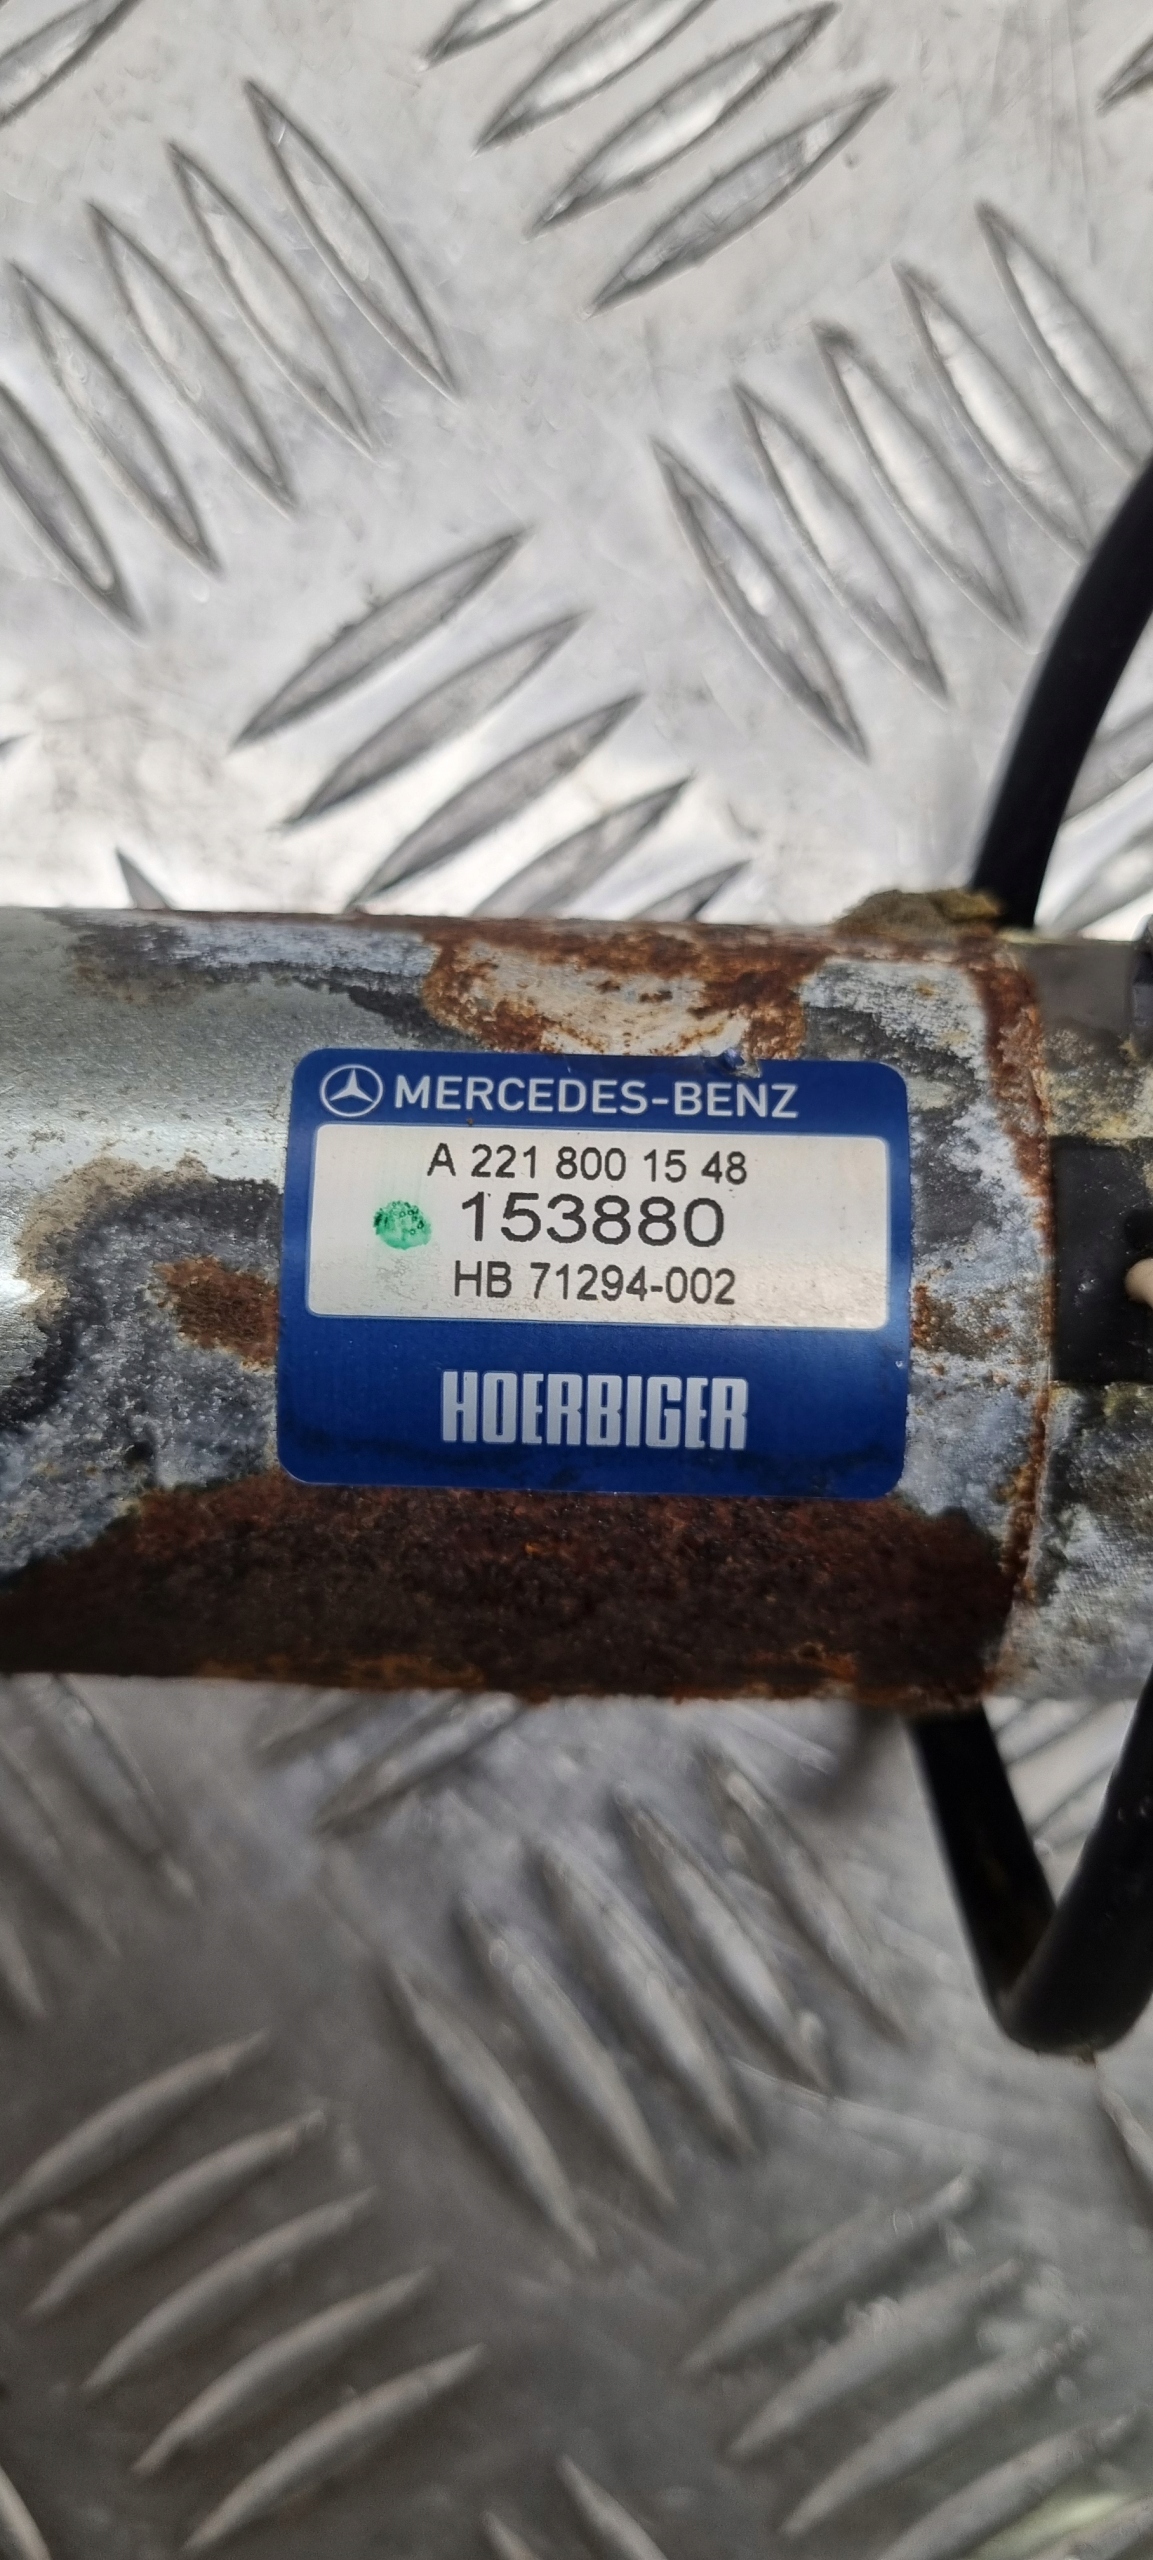 MERCEDES-BENZ
A 221 800 15 48
153880
HB 71294-002
HOERBIGER